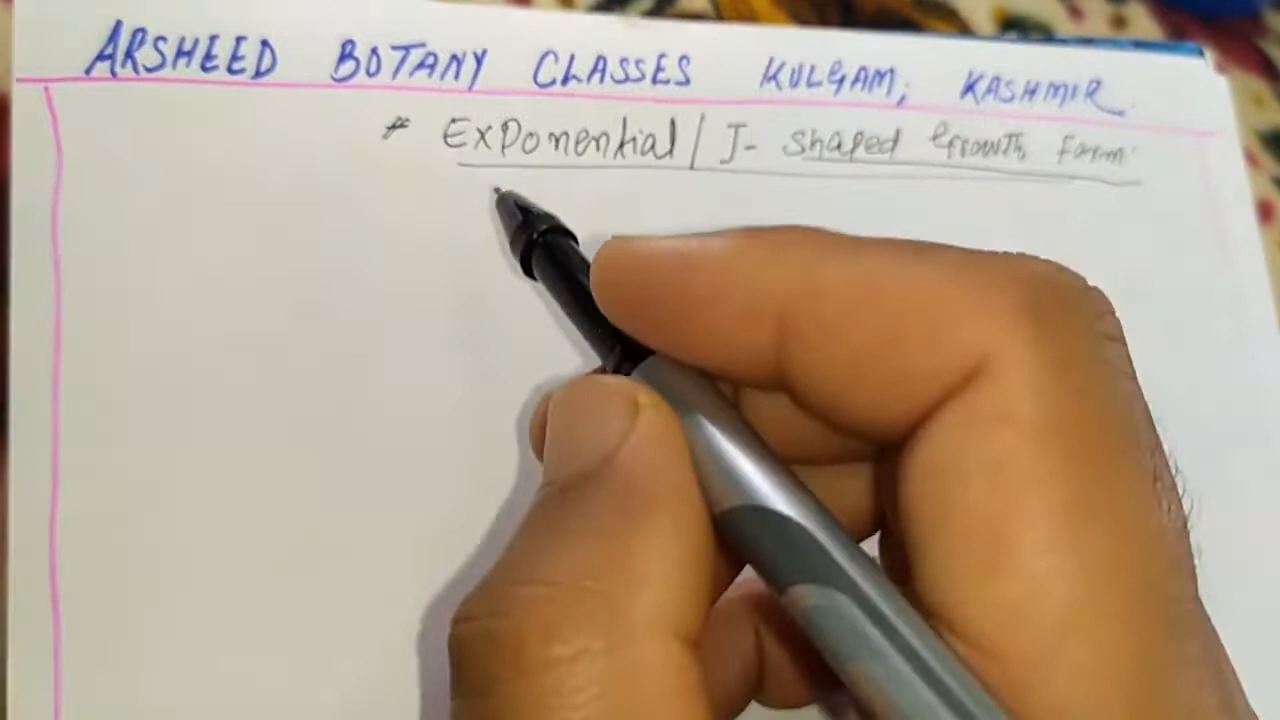 ARSHEED BOTANY CLASSES KULGAM, KASHMIR.
* Exponential / J- shaped Growth form